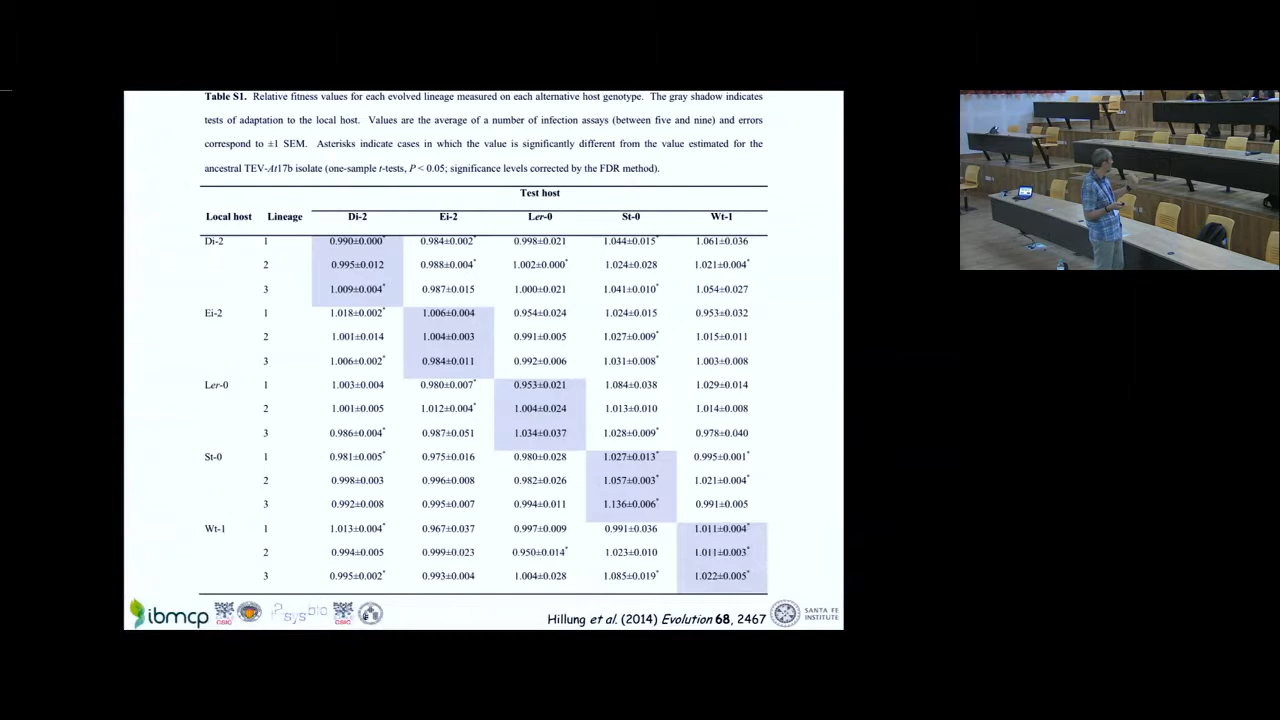 Table S1. Relative fitness values for each evolved lineage measured on each alternative host genotype. The gray shadow indicates
tests of adaptation to the local host. Values are the average of a number of infection assays (between five and nine) and errors
correspond to ±1 SEM. Asterisks indicate cases in which the value is significantly different from the value estimated for the
ancestral TEV-At17b isolate (one-sample t-tests, P < 0.05; significance levels corrected by the FDR method).
Test host
Local host Lineage Di-2 Ei-2 Ler-0 St-0 Wt-1
Di-2 1 0.990±0.000* 0.984±0.002* 0.998±0.021 1.044±0.015* 1.061±0.036
2 0.995±0.012 0.988±0.004* 1.002±0.000* 1.024±0.028 1.021±0.004*
3 1.009±0.004* 0.987±0.015 1.000±0.021 1.041±0.010* 1.054±0.027
Ei-2 1 1.018±0.002* 1.006±0.004 0.954±0.024 1.024±0.015 0.953±0.032
2 1.001±0.014 1.004±0.003 0.991±0.005 1.027±0.009* 1.015±0.011
3 1.006±0.002* 0.984±0.011 0.992±0.006 1.031±0.008* 1.003±0.008
Ler-0 1 1.003±0.004 0.980±0.007* 0.953±0.021 1.084±0.038 1.029±0.014
2 1.001±0.005 1.012±0.004* 1.004±0.024 1.013±0.010 1.014±0.008
3 0.986±0.004* 0.987±0.051 1.034±0.037 1.028±0.009* 0.978±0.040
St-0 1 0.981±0.005* 0.975±0.016 0.980±0.028 1.027±0.013* 0.995±0.001*
2 0.998±0.003 0.996±0.008 0.982±0.026 1.057±0.003* 1.021±0.004*
3 0.992±0.008 0.995±0.007 0.994±0.011 1.136±0.006* 0.991±0.005
Wt-1 1 1.013±0.004* 0.967±0.037 0.997±0.009 0.991±0.036 1.011±0.004*
2 0.994±0.005 0.999±0.023 0.950±0.014* 1.023±0.010 1.011±0.003*
3 0.995±0.002* 0.993±0.004 1.004±0.028 1.085±0.019* 1.022±0.005*
ibmcp CSIC sysbio CSIC Hillung et al. (2014) Evolution 68, 2467 SANTA FE
INSTITUTE